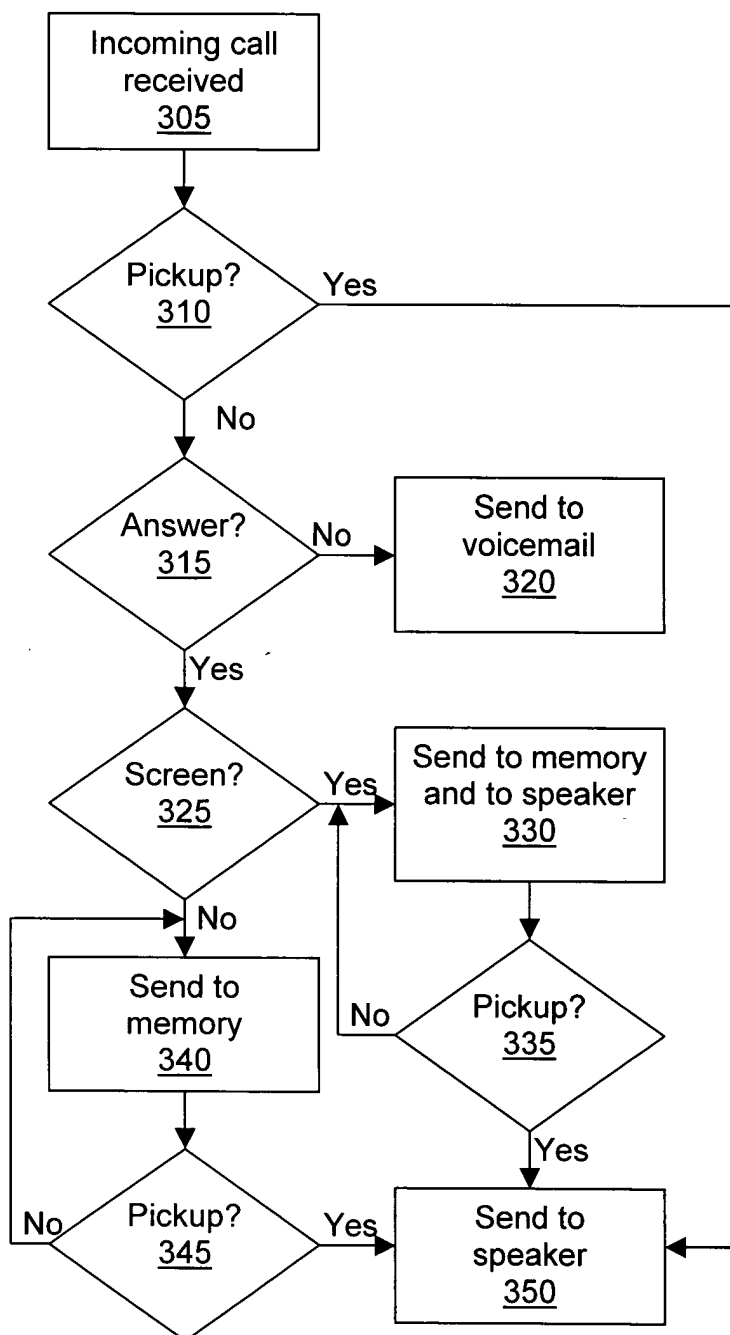 Incoming call
received
305
Pickup?
310
Yes
No
Answer?
315
No
Send to
voicemail
320
Yes
Screen?
325
Yes
Send to memory
and to speaker
330
No
Send to
memory
340
No
Pickup?
335
Yes
No
Pickup?
345
Yes
Send to
speaker
350